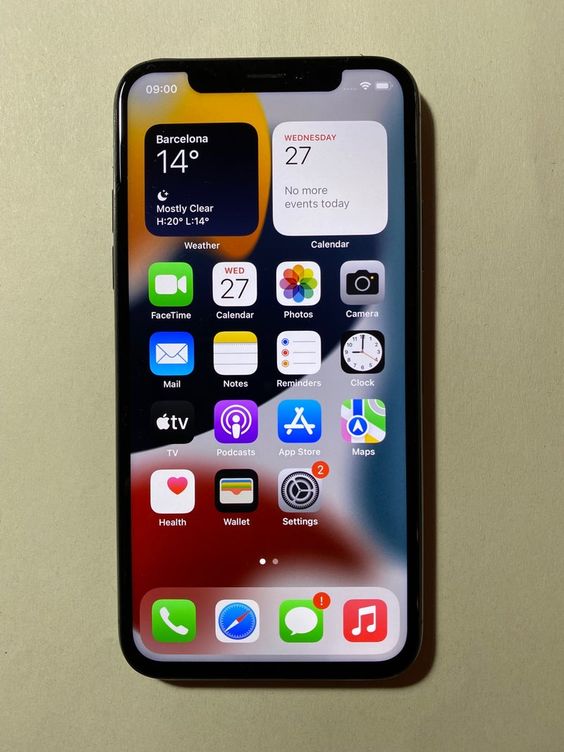 09:00
Barcelona
14°
Mostly Clear
H:20° L:14°
Weather
WEDNESDAY
27
No more
events today
Calendar
FaceTime
WED
27
Calendar
Photos
Camera
Mail
Notes
Reminders
Clock
tv
TV
Podcasts
App Store
Maps
Health
Wallet
2
Settings
!